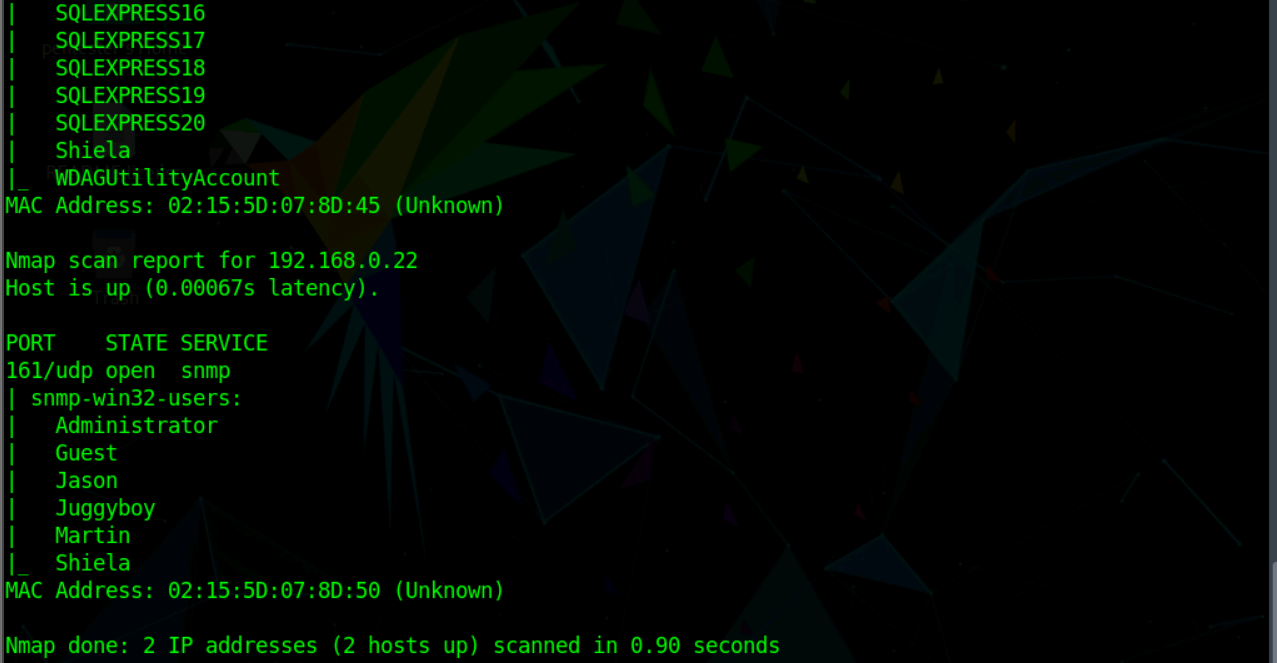 |   SQLEXPRESS16
|   SQLEXPRESS17
|   SQLEXPRESS18
|   SQLEXPRESS19
|   SQLEXPRESS20
|   Shiela
|_  WDAGUtilityAccount
MAC Address: 02:15:5D:07:8D:45 (Unknown)
Nmap scan report for 192.168.0.22
Host is up (0.00067s latency).
PORT    STATE SERVICE
161/udp open  snmp
| snmp-win32-users:
|   Administrator
|   Guest
|   Jason
|   Juggyboy
|   Martin
|_  Shiela
MAC Address: 02:15:5D:07:8D:50 (Unknown)
Nmap done: 2 IP addresses (2 hosts up) scanned in 0.90 seconds